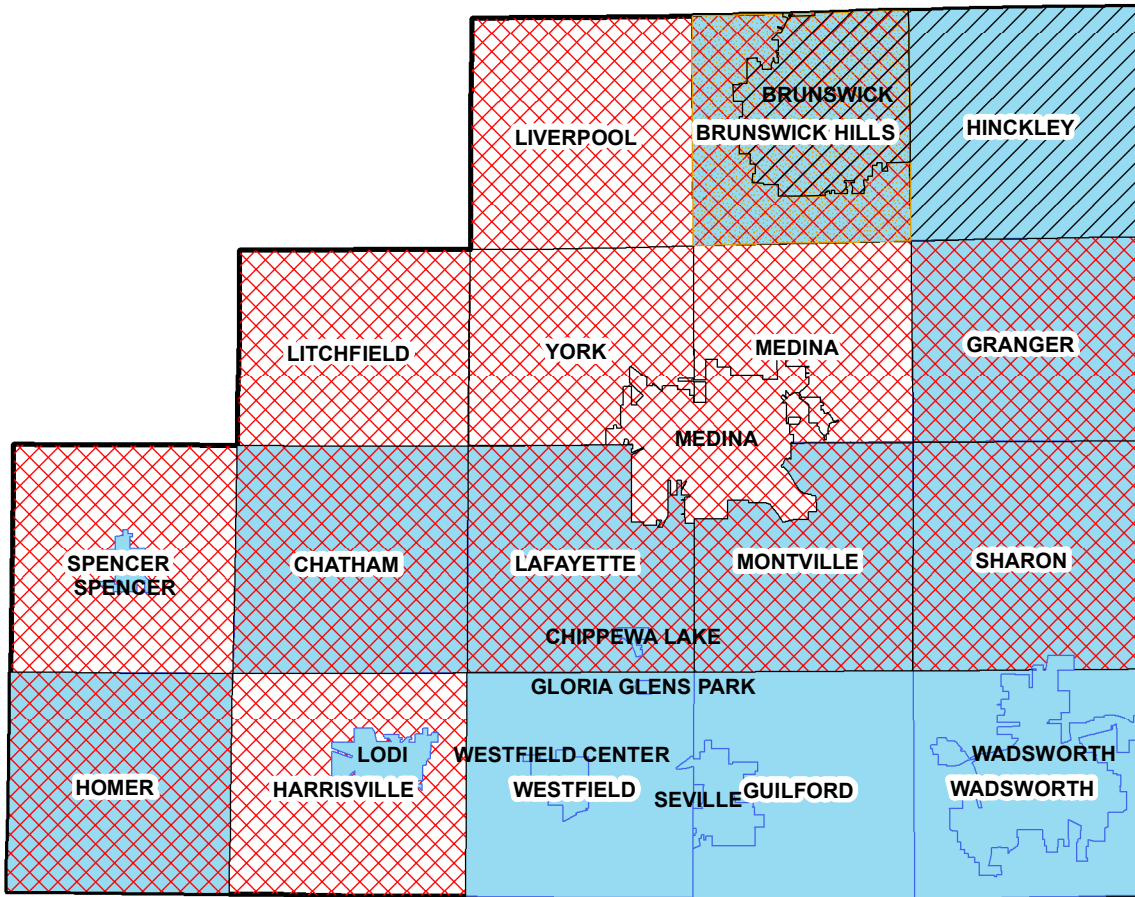 BRUNSWICK
LIVERPOOL
BRUNSWICK HILLS
HINCKLEY
LITCHFIELD
YORK
MEDINA
GRANGER
MEDINA
SPENCER
CHATHAM
LAFAYETTE
MONTVILLE
SHARON
SPENCER
CHIPPEWA LAKE
GLORIA GLENS PARK
LODI
WESTFIELD CENTER
WADSWORTH
HOMER
HARRISVILLE
WESTFIELD
SEVILLE
GUILFORD
WADSWORTH